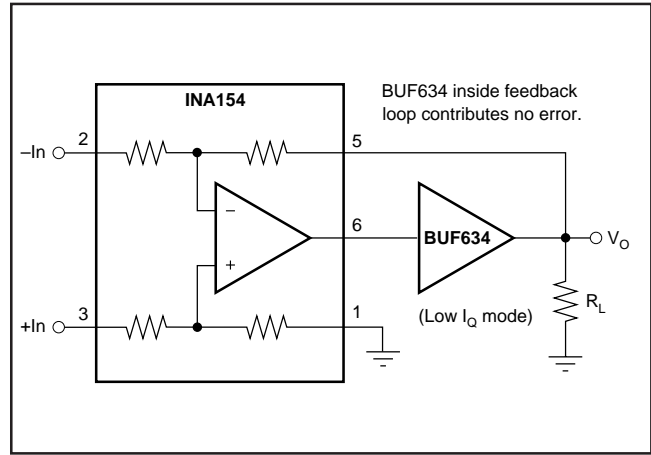 INA154
BUF634 inside feedback
loop contributes no error.
–In
2
5
–
+
6
BUF634
V_O
(Low I_Q mode)
R_L
+In
3
1